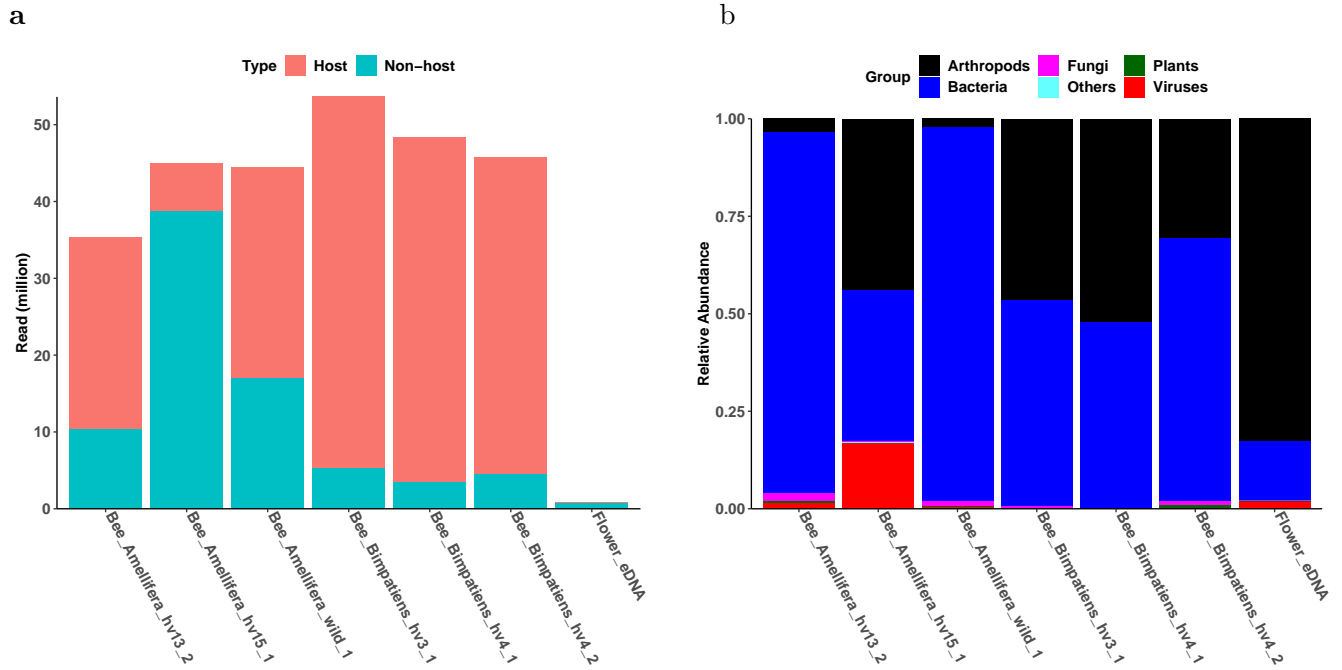 a
Type Host Non−host
Read (million)
50
40
30
20
10
0
Bee_Amellifera_hv13_2
Bee_Amellifera_hv15_1
Bee_Amellifera_wild_1
Bee_Bimpatiens_hv3_1
Bee_Bimpatiens_hv4_1
Bee_Bimpatiens_hv4_2
Flower_eDNA
b
Group
Arthropods Fungi Plants
Bacteria Others Viruses
Relative Abundance
1.00
0.75
0.50
0.25
0.00
Bee_Amellifera_hv13_2
Bee_Amellifera_hv15_1
Bee_Amellifera_wild_1
Bee_Bimpatiens_hv3_1
Bee_Bimpatiens_hv4_1
Bee_Bimpatiens_hv4_2
Flower_eDNA